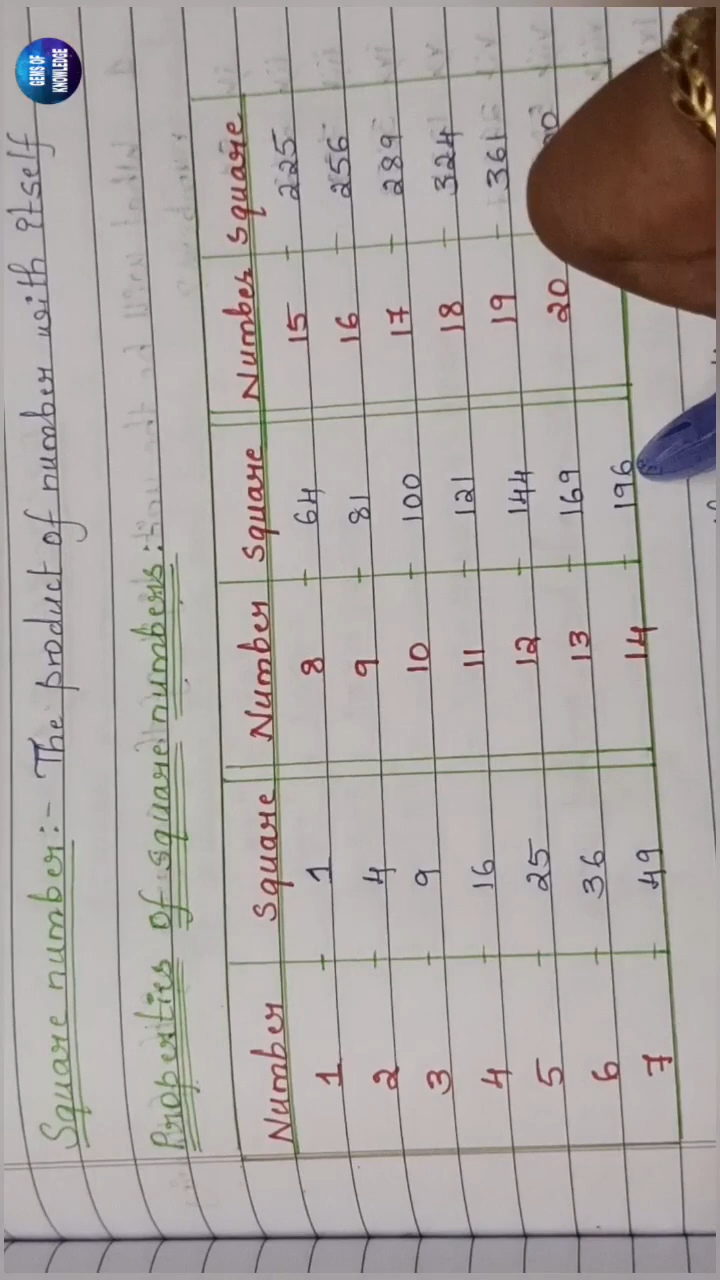 GEMS OF
KNOWLEDGE
Square number:- The product of number with itself
Properties of square numbers:
Number Square Number Square Number Square
1 1 8 64 15 225
2 4 9 81 16 256
3 9 10 100 17 289
4 16 11 121 18 324
5 25 12 144 19 361
6 36 13 169 20
7 49 14 196